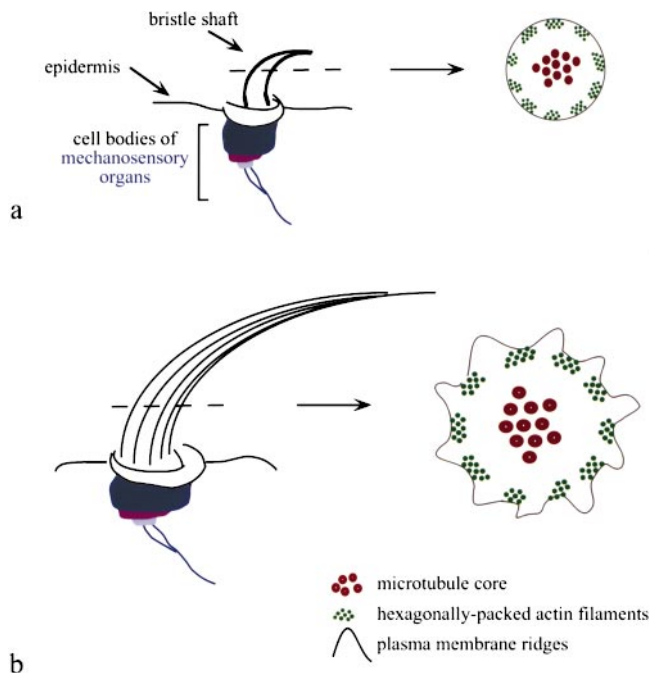 bristle shaft
epidermis
cell bodies of
mechanosensory
organs
a
microtubule core
hexagonally-packed actin filaments
plasma membrane ridges
b